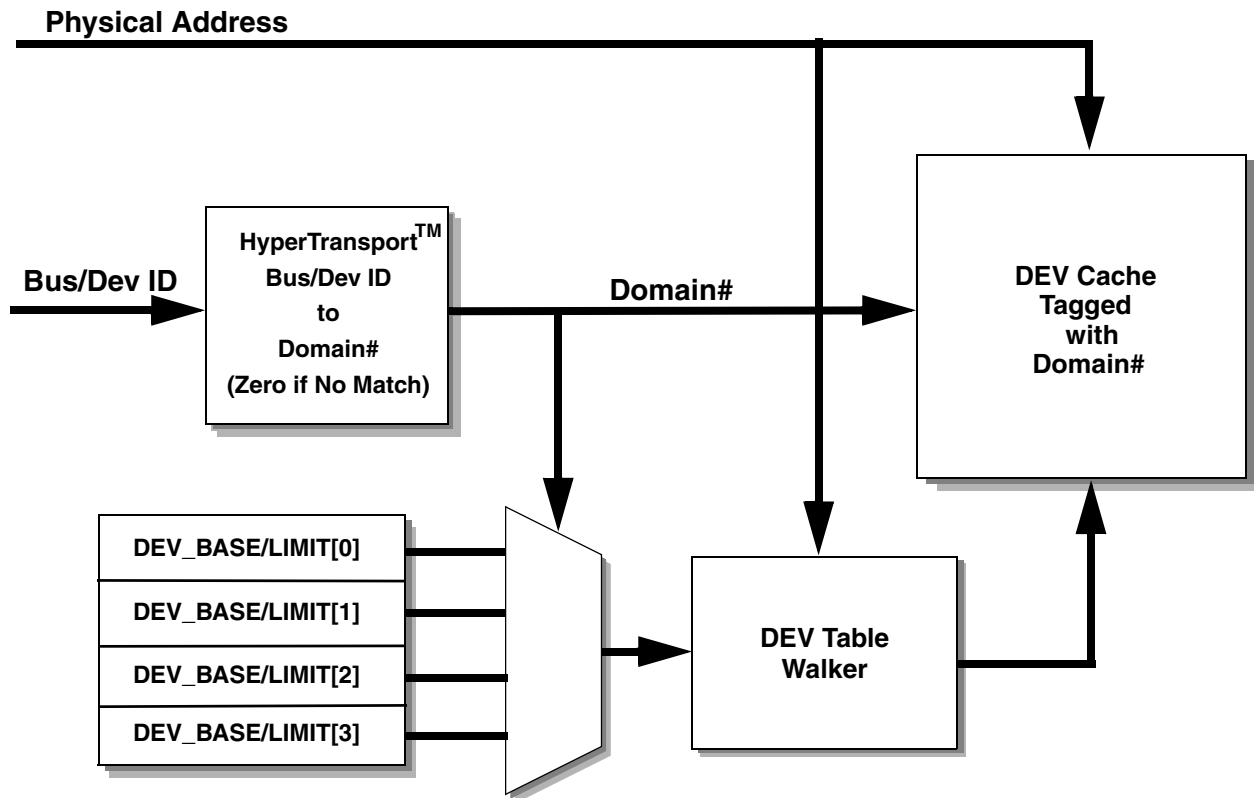 Physical Address
Bus/Dev ID
HyperTransport™
Bus/Dev ID
to
Domain#
(Zero if No Match)
Domain#
DEV Cache
Tagged
with
Domain#
DEV_BASE/LIMIT[0]
DEV_BASE/LIMIT[1]
DEV_BASE/LIMIT[2]
DEV_BASE/LIMIT[3]
DEV Table
Walker